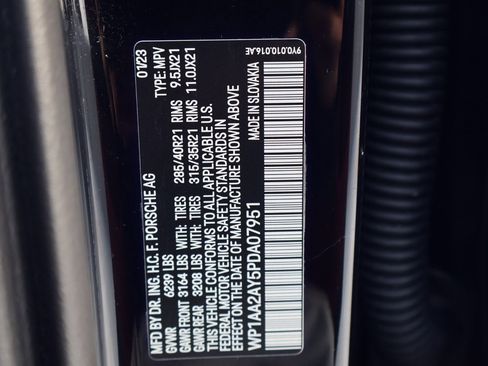 9Y0.010.016.AE
MFD BY DR. ING. H.C. F. PORSCHE AG 01/23
GVWR 6239 LBS TYPE: MPV
GAWR FRONT 3164 LBS WITH TIRES 285/40R21 RIMS 9.5JX21
GAWR REAR 3208 LBS WITH TIRES 315/35R21 RIMS 11.0JX21
THIS VEHICLE CONFORMS TO ALL APPLICABLE U.S.
FEDERAL MOTOR VEHICLE SAFETY STANDARDS IN
EFFECT ON THE DATE OF MANUFACTURE SHOWN ABOVE
WP1AA2AY5PDA07951 MADE IN SLOVAKIA